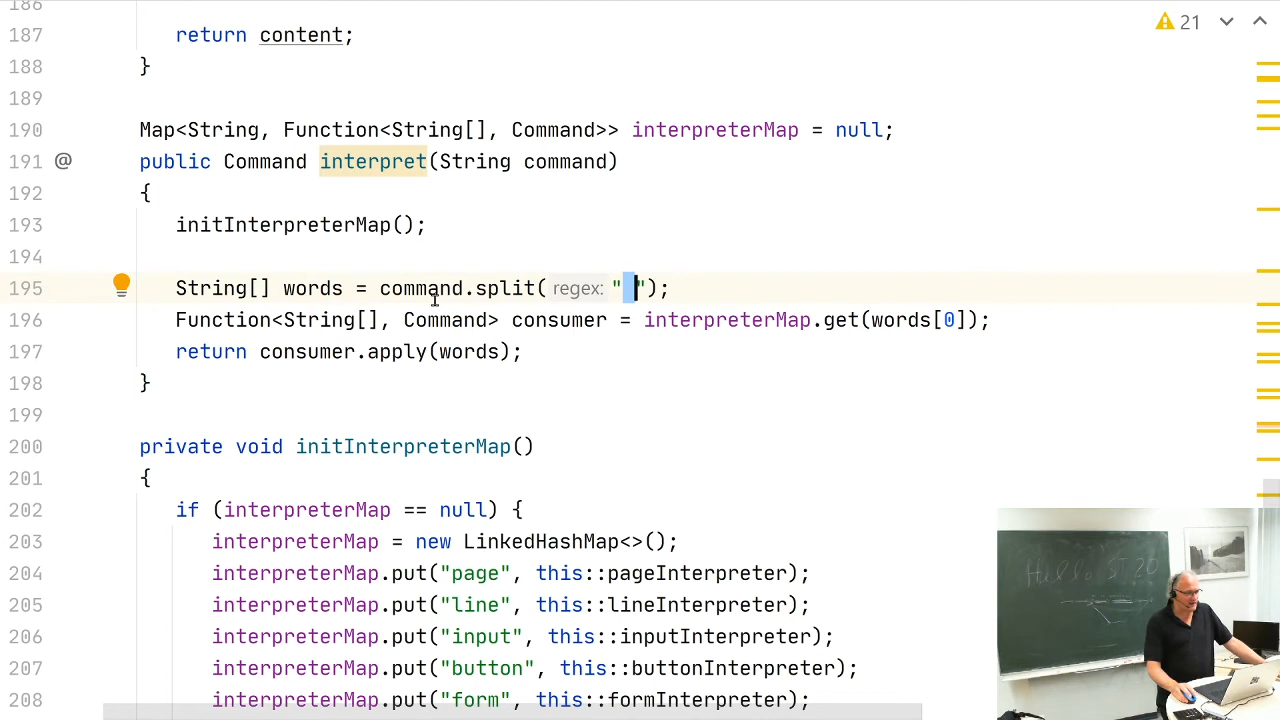 186
187 return content;
188 }
189
190 Map<String, Function<String[], Command>> interpreterMap = null;
191 @ public Command interpret(String command)
192 {
193 initInterpreterMap();
194
195 String[] words = command.split( regex: " ");
196 Function<String[], Command> consumer = interpreterMap.get(words[0]);
197 return consumer.apply(words);
198 }
199
200 private void initInterpreterMap()
201 {
202 if (interpreterMap == null) {
203 interpreterMap = new LinkedHashMap<>();
204 interpreterMap.put("page", this::pageInterpreter);
205 interpreterMap.put("line", this::lineInterpreter);
206 interpreterMap.put("input", this::inputInterpreter);
207 interpreterMap.put("button", this::buttonInterpreter);
208 interpreterMap.put("form", this::formInterpreter);
21
Hello ST20